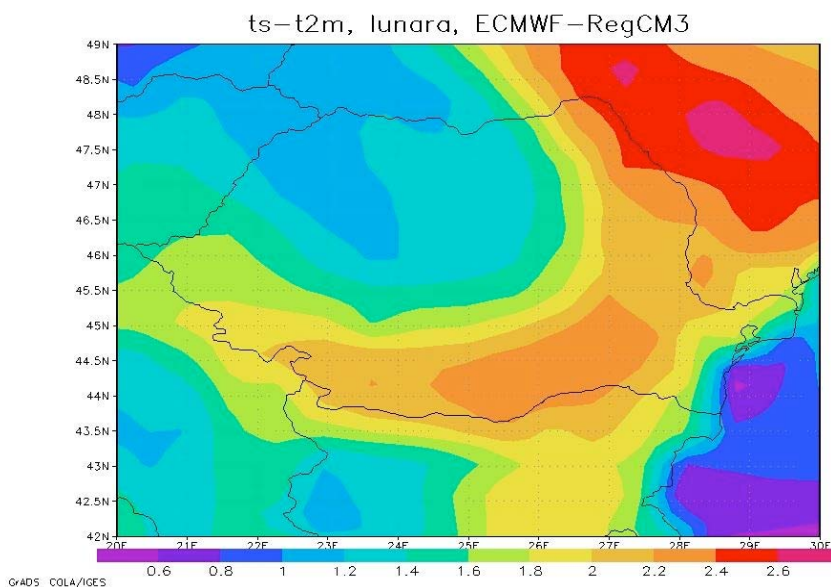 ts-t2m, lunara, ECMWF-RegCM3
49N
48.5N
48N
47.5N
47N
46.5N
46N
45.5N
45N
44.5N
44N
43.5N
43N
42.5N
42N
20E 21E 22E 23E 24E 25E 26E 27E 28E 29E 30E
0.6 0.8 1 1.2 1.4 1.6 1.8 2 2.2 2.4 2.6
GrADS COLA/IGES